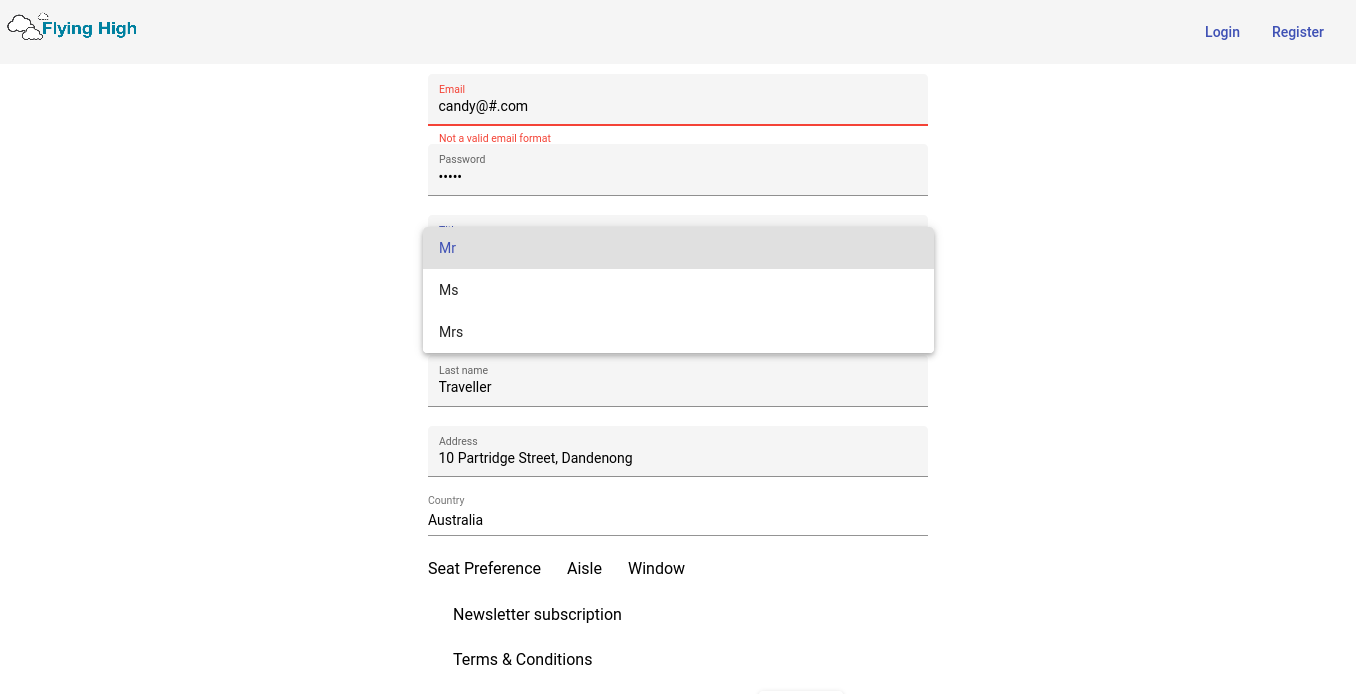 Flying High
Login Register
Email
candy@#.com
Not a valid email format
Password
•••••
Mr
Ms
Mrs
Last name
Traveller
Address
10 Partridge Street, Dandenong
Country
Australia
Seat Preference Aisle Window
Newsletter subscription
Terms & Conditions